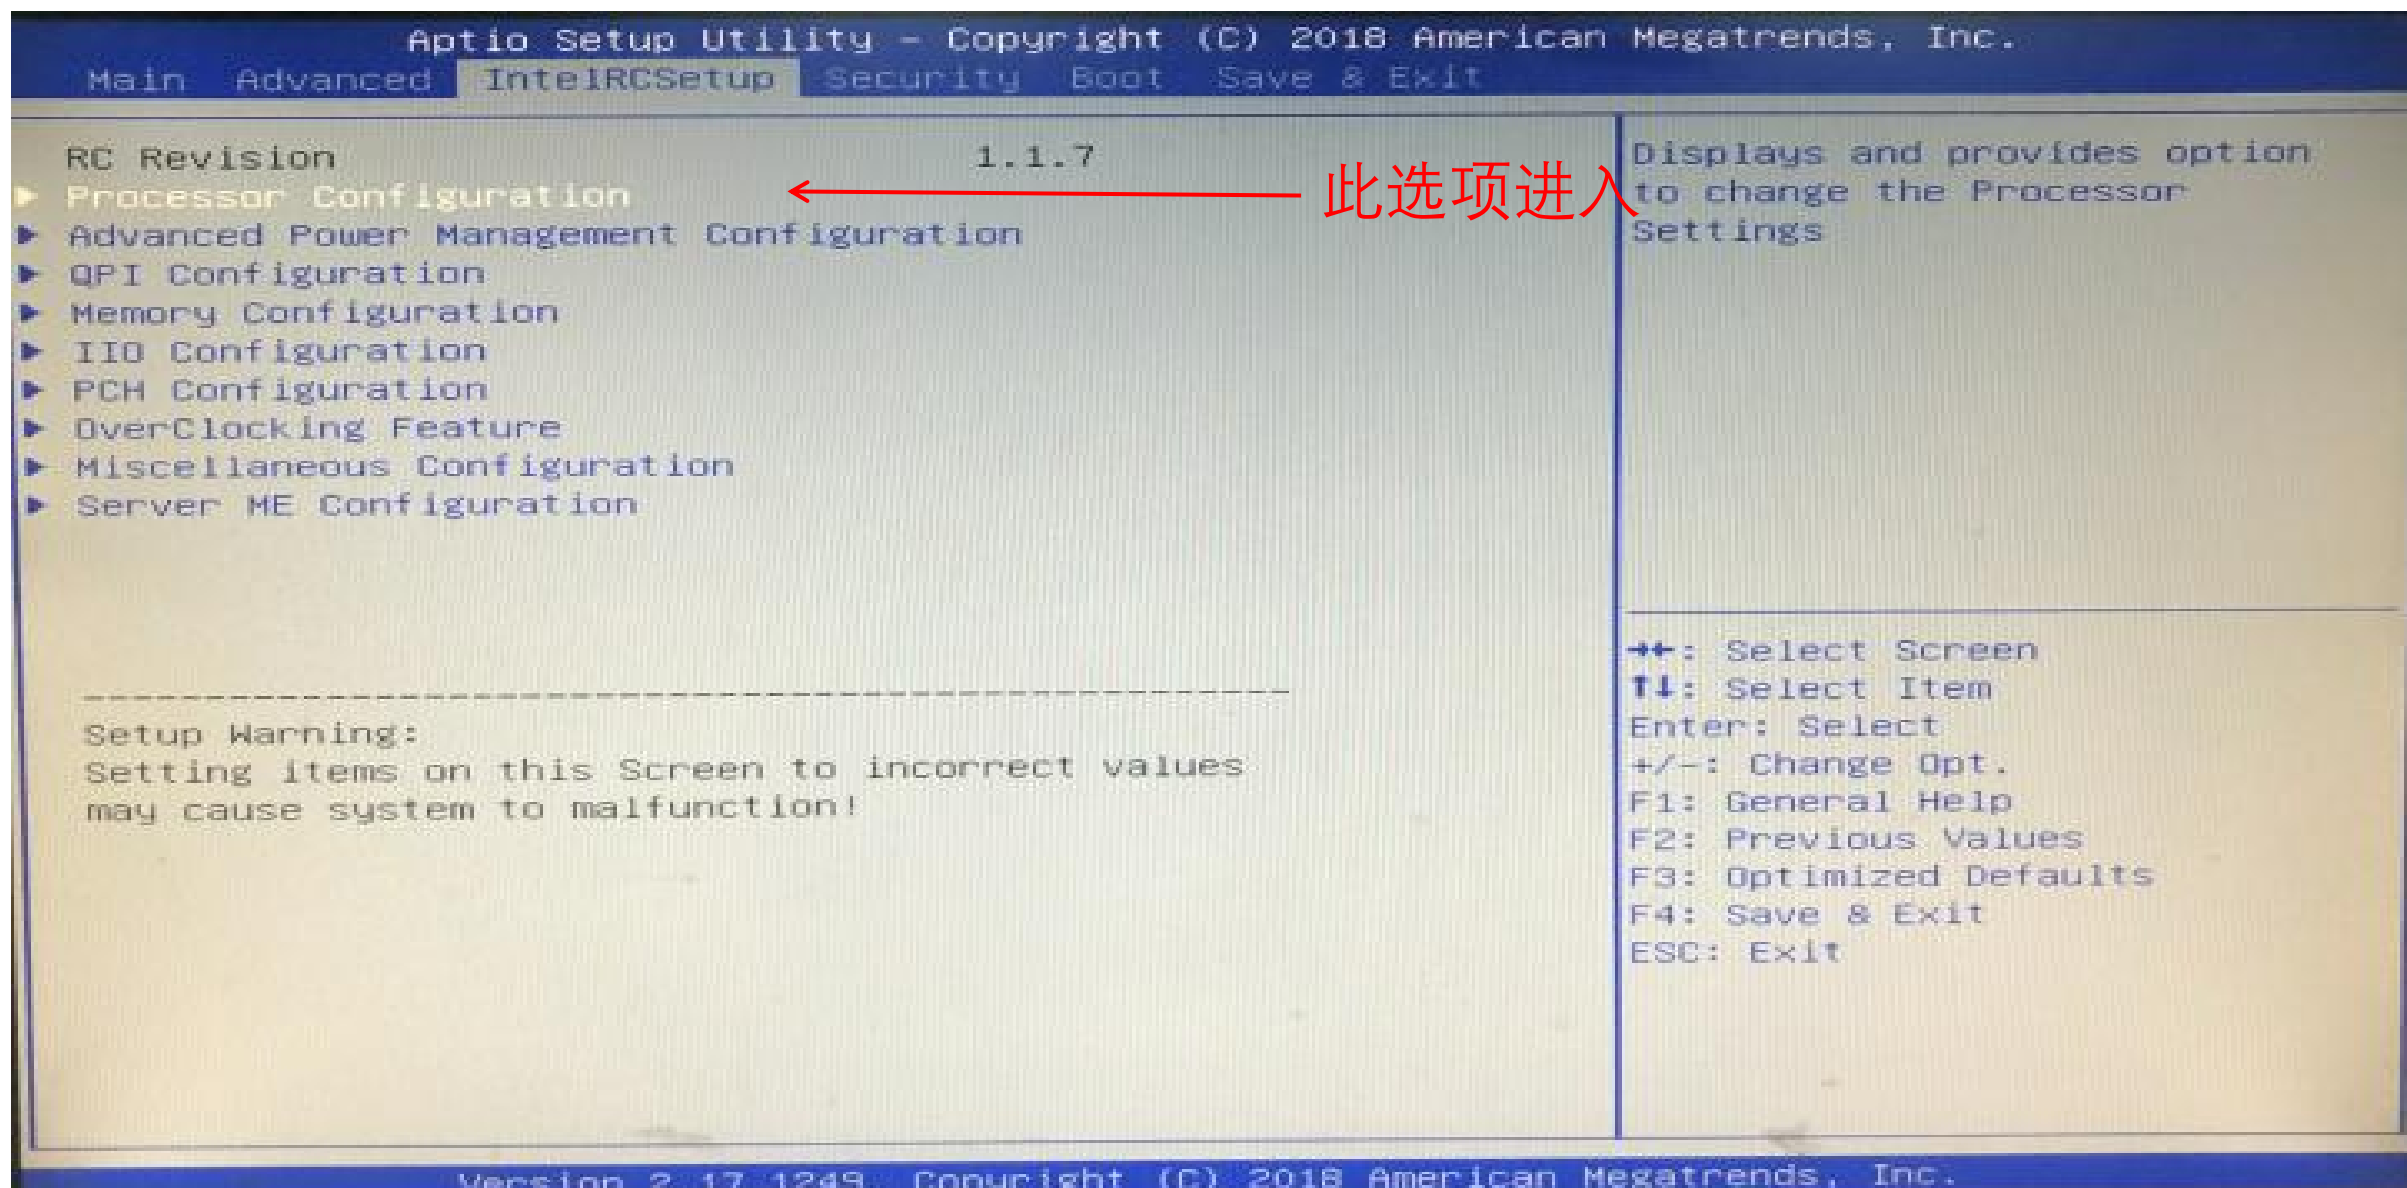 Aptio Setup Utility - Copyright (C) 2018 American Megatrends, Inc.
Main Advanced IntelRCSetup Security Boot Save & Exit
RC Revision 1.1.7
Processor Configuration
Advanced Power Management Configuration
QPI Configuration
Memory Configuration
IIO Configuration
PCH Configuration
OverClocking Feature
Miscellaneous Configuration
Server ME Configuration
------------------------------------------------
Setup Warning:
Setting items on this Screen to incorrect values
may cause system to malfunction!
此选项进入
Displays and provides option
to change the Processor
Settings
→←: Select Screen
↑↓: Select Item
Enter: Select
+/-: Change Opt.
F1: General Help
F2: Previous Values
F3: Optimized Defaults
F4: Save & Exit
ESC: Exit
Version 2.17.1249. Copyright (C) 2018 American Megatrends, Inc.